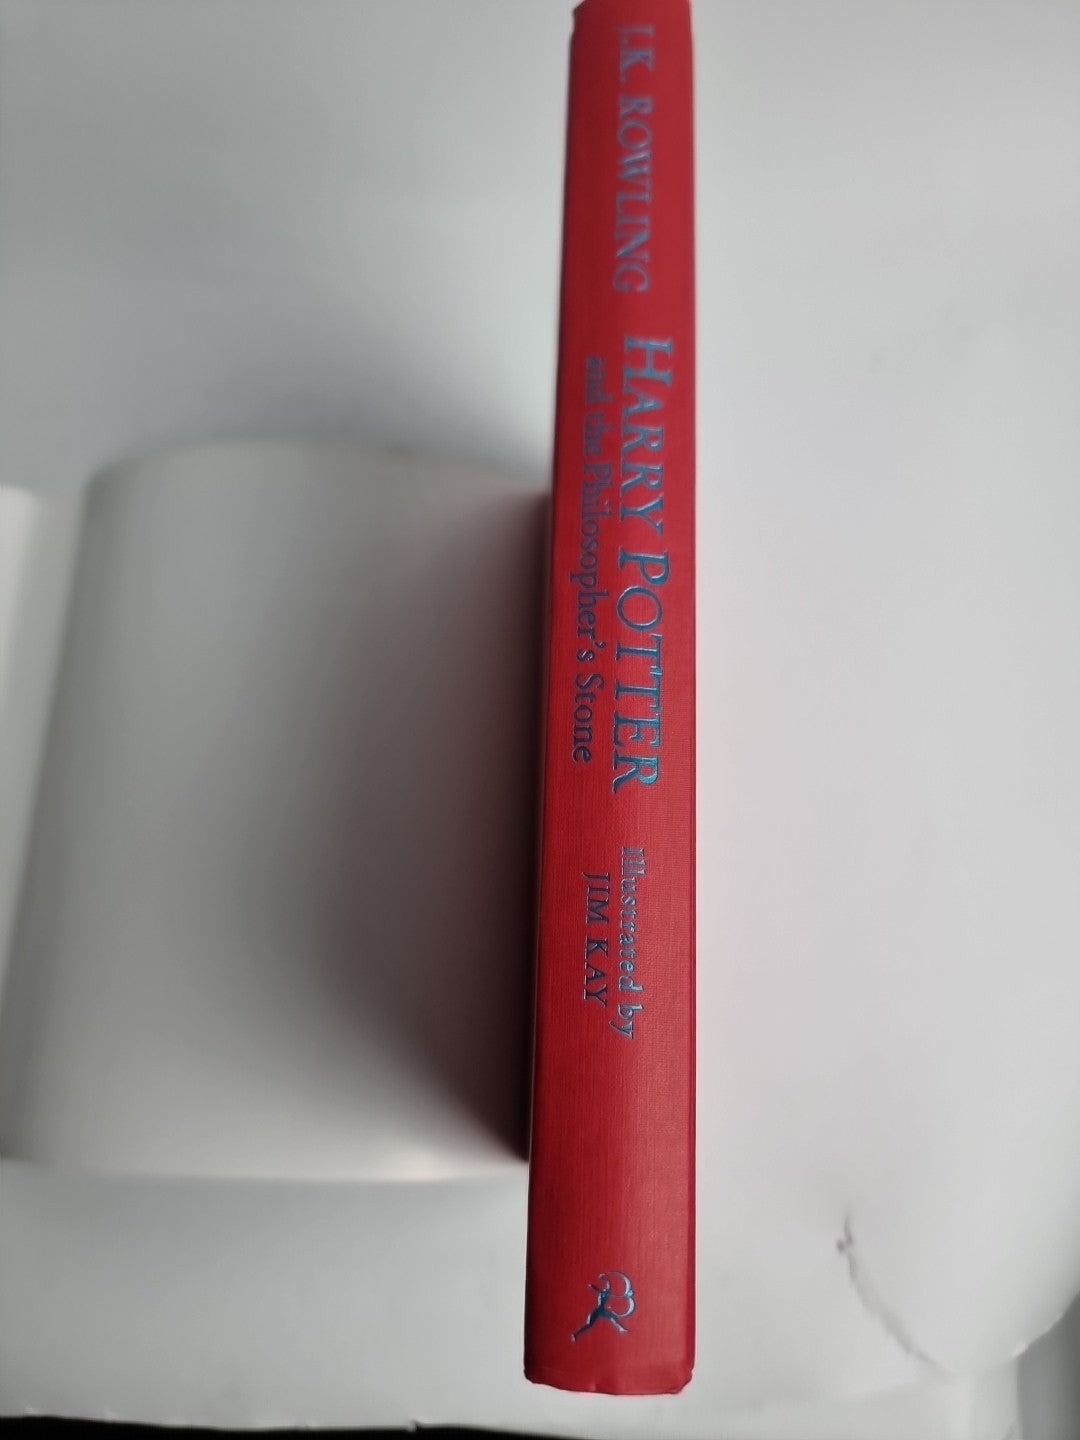 J.K. ROWLING
HARRY POTTER
and the Philosopher's Stone
Illustrated by
JIM KAY